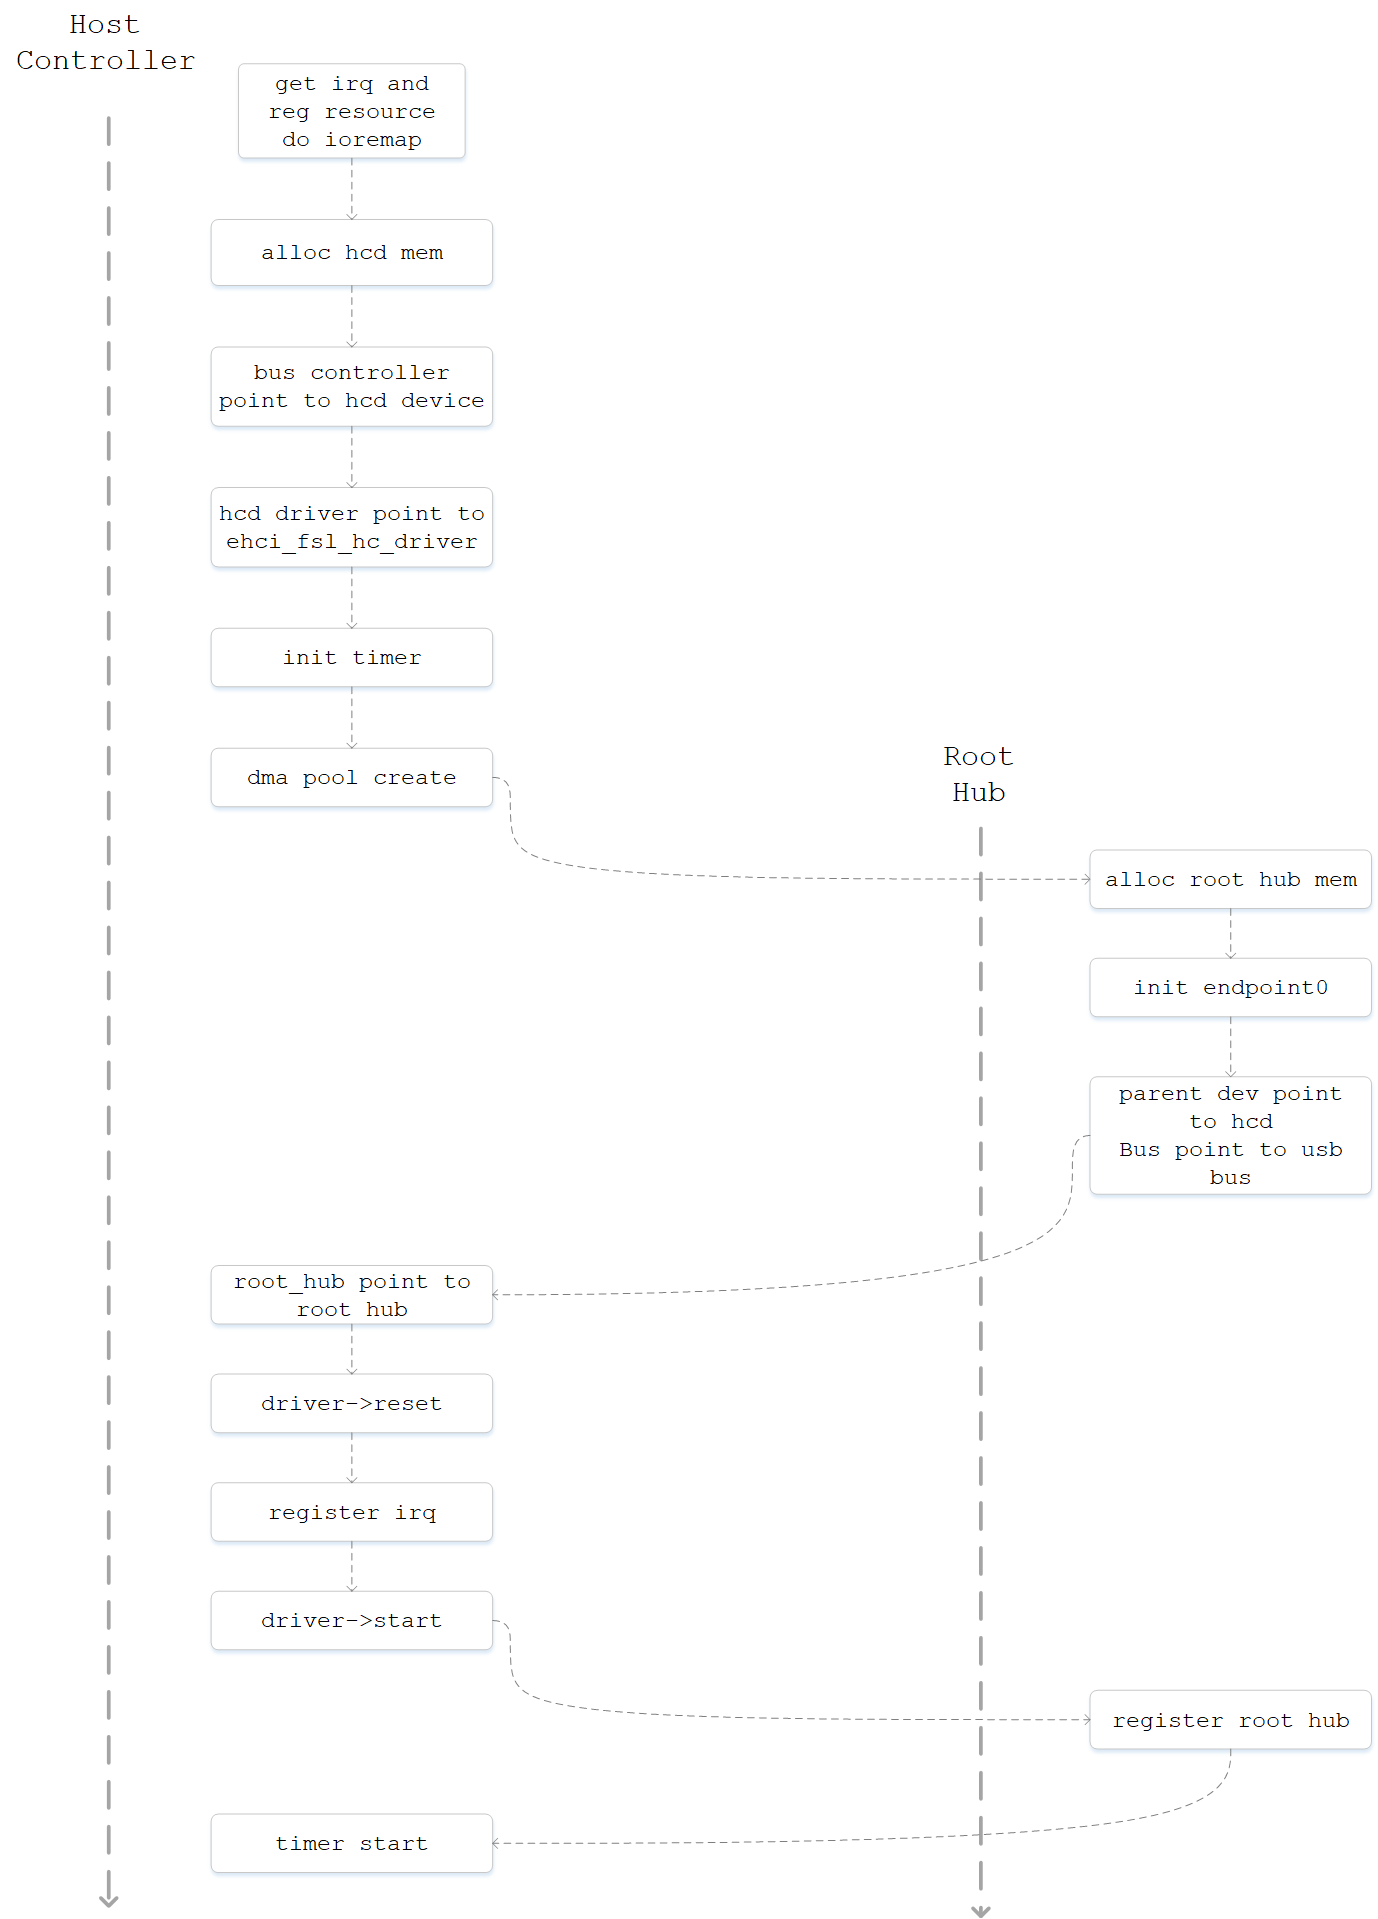 Host
Controller
get irq and
reg resource
do ioremap
alloc hcd mem
bus controller
point to hcd device
hcd driver point to
ehci_fsl_hc_driver
init timer
dma pool create
Root
Hub
alloc root hub mem
init endpoint0
parent dev point
to hcd
Bus point to usb
bus
root_hub point to
root hub
driver->reset
register irq
driver->start
register root hub
timer start